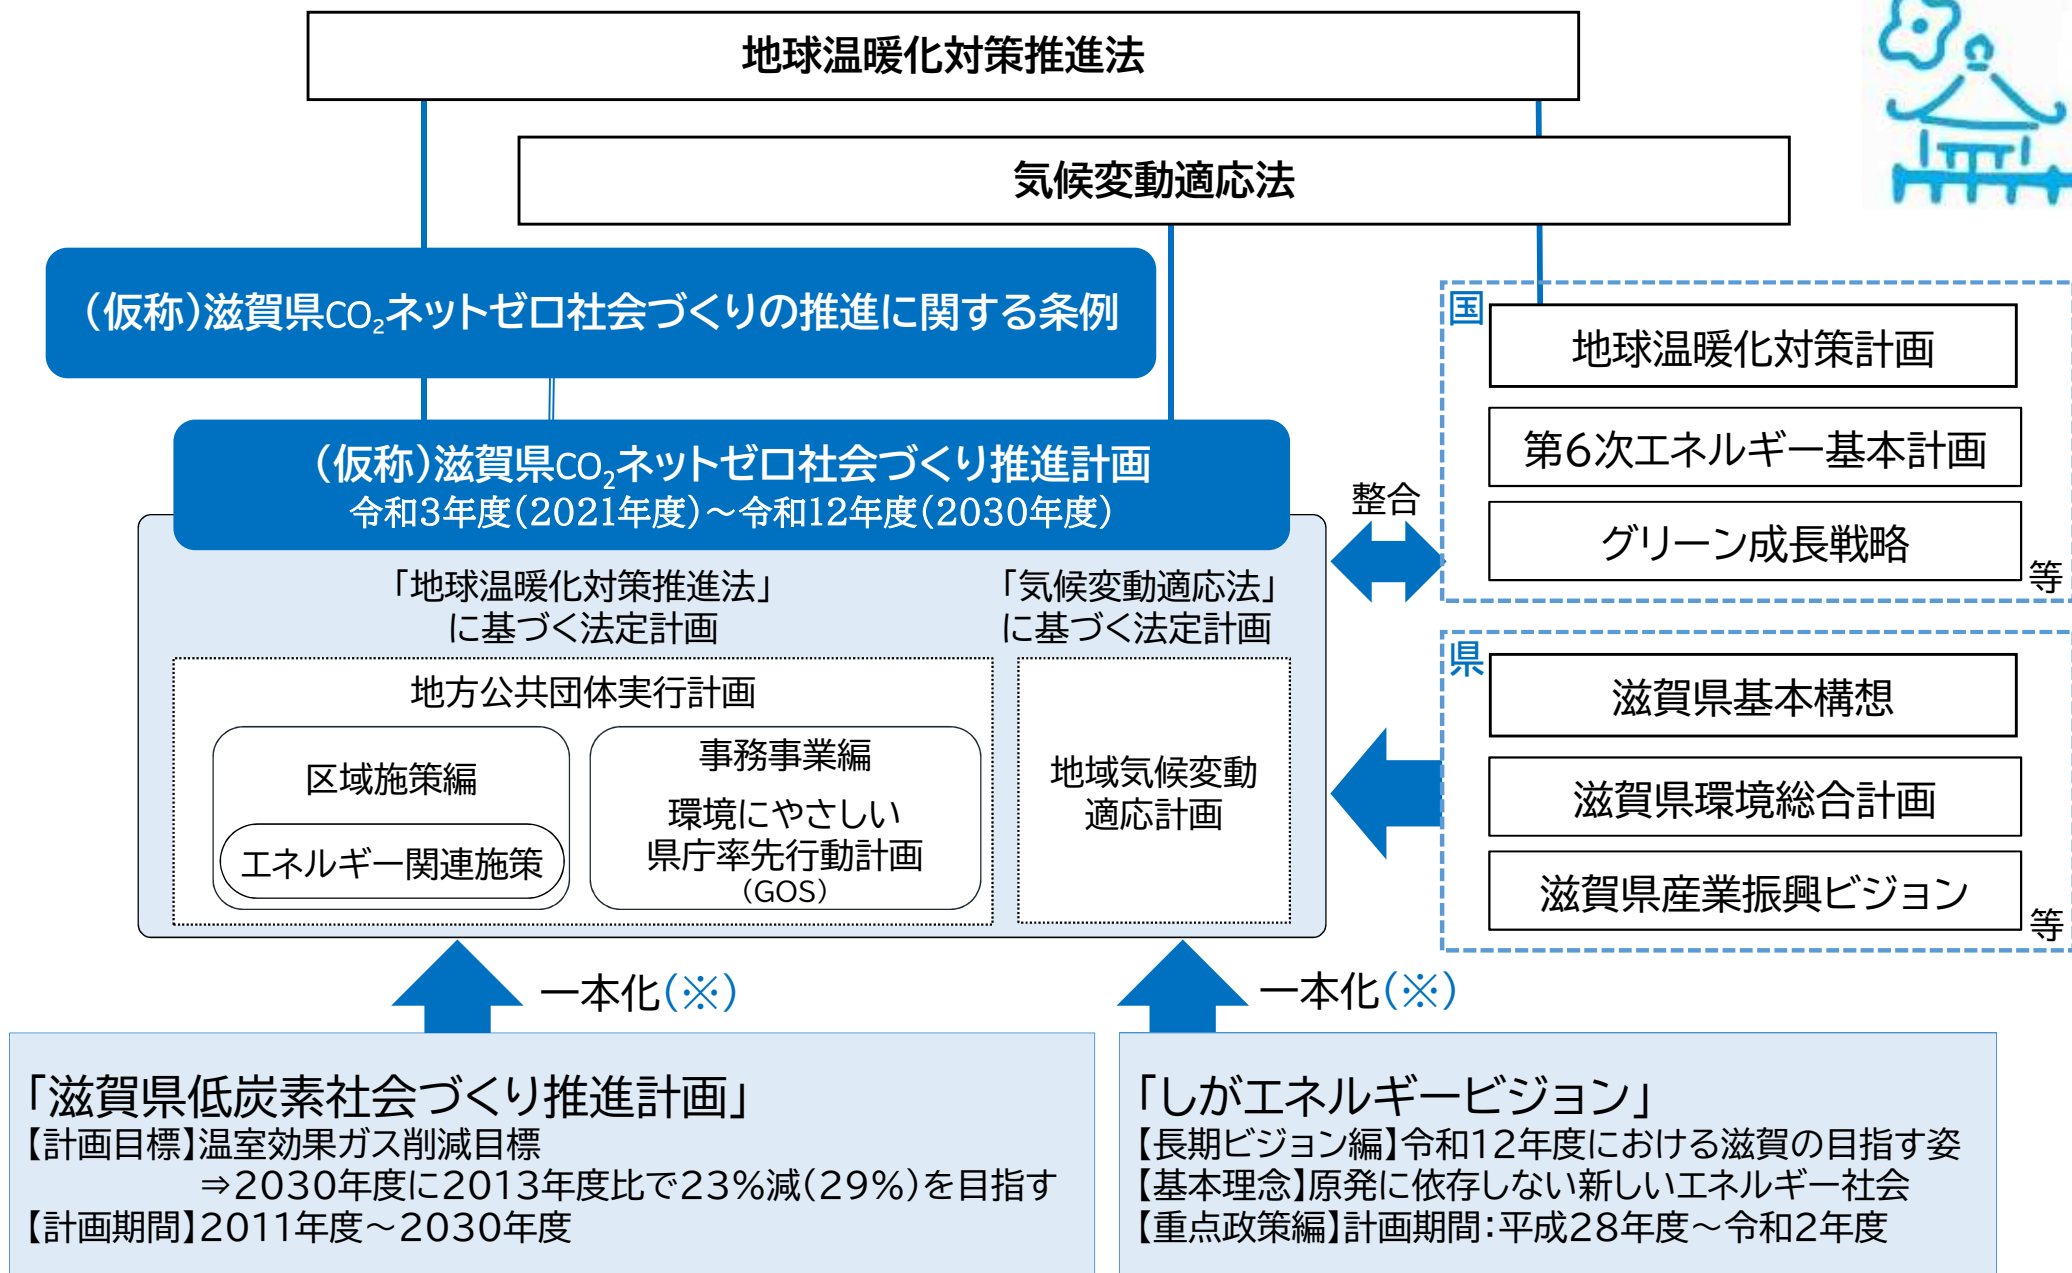 地球温暖化対策推進法
気候変動適応法
（仮称）滋賀県CO₂ネットゼロ社会づくりの推進に関する条例
（仮称）滋賀県CO₂ネットゼロ社会づくり推進計画
令和3年度（2021年度）～令和12年度（2030年度）
「地球温暖化対策推進法」
に基づく法定計画
「気候変動適応法」
に基づく法定計画
地方公共団体実行計画
区域施策編
エネルギー関連施策
事務事業編
環境にやさしい
県庁率先行動計画
（GOS）
地域気候変動
適応計画
整合
国
地球温暖化対策計画
第6次エネルギー基本計画
グリーン成長戦略
等
県
滋賀県基本構想
滋賀県環境総合計画
滋賀県産業振興ビジョン
等
一本化（※）
一本化（※）
「滋賀県低炭素社会づくり推進計画」
【計画目標】温室効果ガス削減目標
⇒2030年度に2013年度比で23%減（29%）を目指す
【計画期間】2011年度～2030年度
「しがエネルギービジョン」
【長期ビジョン編】令和12年度における滋賀の目指す姿
【基本理念】原発に依存しない新しいエネルギー社会
【重点政策編】計画期間：平成28年度～令和2年度